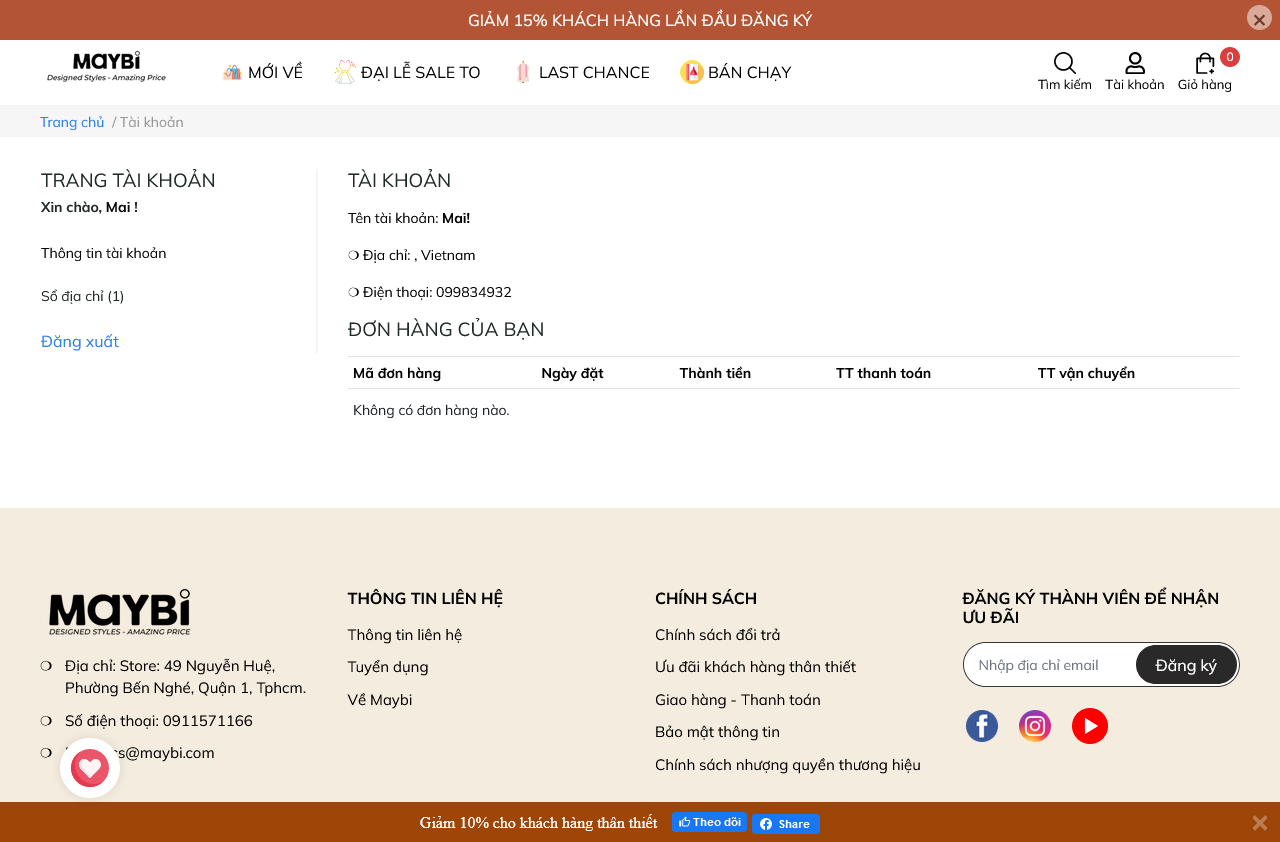 GIẢM 15% KHÁCH HÀNG LẦN ĐẦU ĐĂNG KÝ
MAYBI
Designed Styles - Amazing Price
MỚI VỀ
ĐẠI LỄ SALE TO
LAST CHANCE
BÁN CHẠY
Tìm kiếm
Tài khoản
0
Giỏ hàng
Trang chủ / Tài khoản
TRANG TÀI KHOẢN
Xin chào, Mai !
Thông tin tài khoản
Sổ địa chỉ (1)
Đăng xuất
TÀI KHOẢN
Tên tài khoản: Mai!
❍ Địa chỉ: , Vietnam
❍ Điện thoại: 099834932
ĐƠN HÀNG CỦA BẠN
Mã đơn hàng Ngày đặt Thành tiền TT thanh toán TT vận chuyển
Không có đơn hàng nào.
MAYBI
DESIGNED STYLES - AMAZING PRICE
❍ Địa chỉ: Store: 49 Nguyễn Huệ,
Phường Bến Nghé, Quận 1, Tphcm.
❍ Số điện thoại: 0911571166
❍ s@maybi.com
THÔNG TIN LIÊN HỆ
Thông tin liên hệ
Tuyển dụng
Về Maybi
CHÍNH SÁCH
Chính sách đổi trả
Ưu đãi khách hàng thân thiết
Giao hàng - Thanh toán
Bảo mật thông tin
Chính sách nhượng quyền thương hiệu
ĐĂNG KÝ THÀNH VIÊN ĐỂ NHẬN
ƯU ĐÃI
Nhập địa chỉ email
Đăng ký
Giảm 10% cho khách hàng thân thiết
Theo dõi
Share